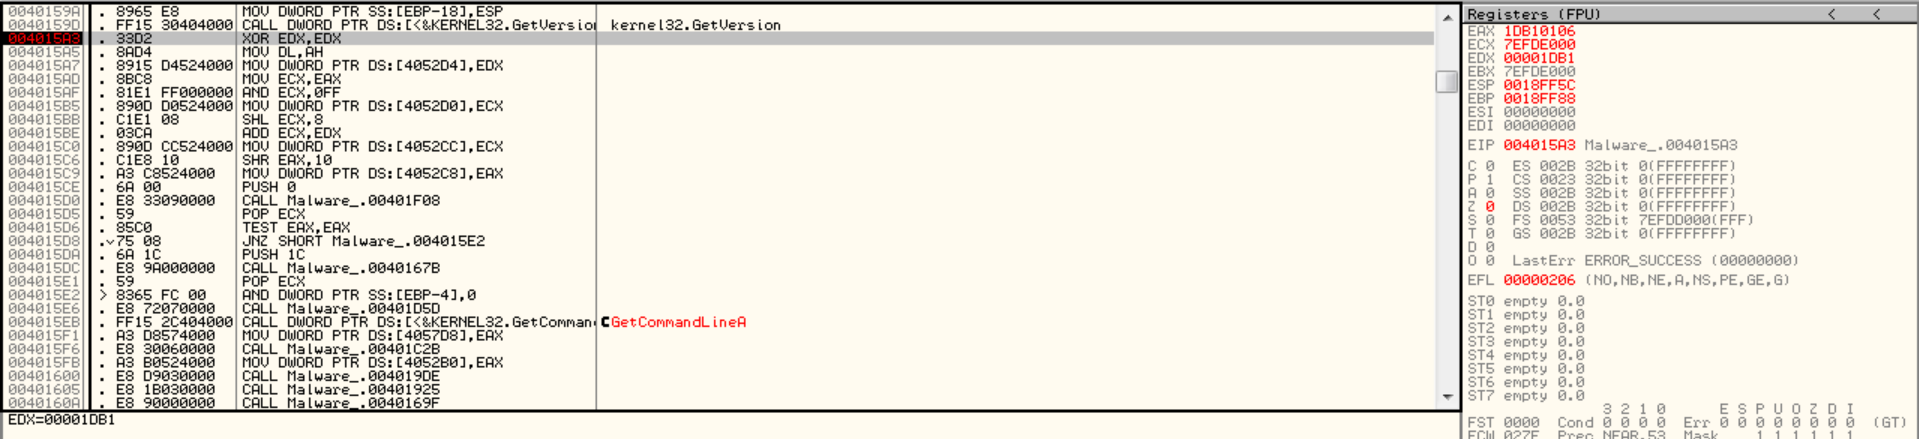 0040159A . 8965 E8 MOV DWORD PTR SS:[EBP-18],ESP
0040159D . FF15 30404000 CALL DWORD PTR DS:[<&KERNEL32.GetVersion kernel32.GetVersion
004015A3 . 33D2 XOR EDX,EDX
004015A5 . 8AD4 MOV DL,AH
004015A7 . 8915 D4524000 MOV DWORD PTR DS:[4052D4],EDX
004015AD . 8BC8 MOV ECX,EAX
004015AF . 81E1 FF000000 AND ECX,0FF
004015B5 . 890D D0524000 MOV DWORD PTR DS:[4052D0],ECX
004015BB . C1E1 08 SHL ECX,8
004015BE . 03CA ADD ECX,EDX
004015C0 . 890D CC524000 MOV DWORD PTR DS:[4052CC],ECX
004015C6 . C1E8 10 SHR EAX,10
004015C9 . A3 C8524000 MOV DWORD PTR DS:[4052C8],EAX
004015CE . 6A 00 PUSH 0
004015D0 . E8 33090000 CALL Malware_.00401F08
004015D5 . 59 POP ECX
004015D6 . 85C0 TEST EAX,EAX
004015D8 .v75 08 JNZ SHORT Malware_.004015E2
004015DA . 6A 1C PUSH 1C
004015DC . E8 9A000000 CALL Malware_.0040167B
004015E1 . 59 POP ECX
004015E2 > 8365 FC 00 AND DWORD PTR SS:[EBP-4],0
004015E6 . E8 72070000 CALL Malware_.00401D5D
004015EB . FF15 2C404000 CALL DWORD PTR DS:[<&KERNEL32.GetComman [GetCommandLineA
004015F1 . A3 D8574000 MOV DWORD PTR DS:[4057D8],EAX
004015F6 . E8 30060000 CALL Malware_.00401C2B
004015FB . A3 B0524000 MOV DWORD PTR DS:[4052B0],EAX
00401600 . E8 D9030000 CALL Malware_.004019DE
00401605 . E8 1B030000 CALL Malware_.00401925
0040160A . E8 90000000 CALL Malware_.0040169F
EDX=00001DB1
Registers (FPU) < <
EAX 1DB10106
ECX 7EFDE000
EDX 00001DB1
EBX 7EFDE000
ESP 0018FF5C
EBP 0018FF88
ESI 00000000
EDI 00000000
EIP 004015A3 Malware_.004015A3
C 0 ES 002B 32bit 0(FFFFFFFF)
P 1 CS 0023 32bit 0(FFFFFFFF)
A 0 SS 002B 32bit 0(FFFFFFFF)
Z 0 DS 002B 32bit 0(FFFFFFFF)
S 0 FS 0053 32bit 7EFDD000(FFF)
T 0 GS 002B 32bit 0(FFFFFFFF)
D 0
O 0 LastErr ERROR_SUCCESS (00000000)
EFL 00000206 (NO,NB,NE,A,NS,PE,GE,G)
ST0 empty 0.0
ST1 empty 0.0
ST2 empty 0.0
ST3 empty 0.0
ST4 empty 0.0
ST5 empty 0.0
ST6 empty 0.0
ST7 empty 0.0
3 2 1 0 E S P U O Z D I
FST 0000 Cond 0 0 0 0 Err 0 0 0 0 0 0 0 0 (GT)
FCW 027F Prec NEAR,53 Mask 1 1 1 1 1 1